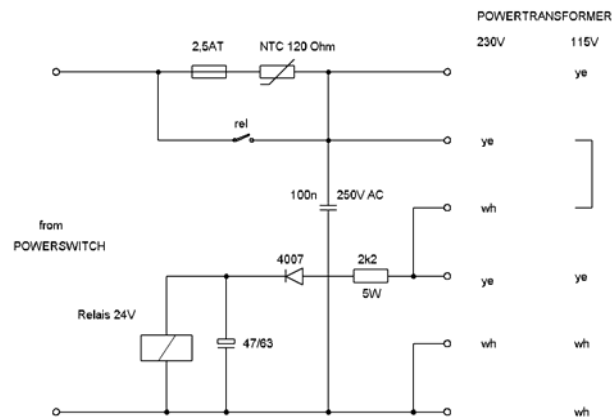 POWERTRANSFORMER
230V 115V
2,5AT NTC 120 Ohm
ye
rel
ye
100n 250V AC
wh
from
POWERSWITCH
4007 2k2
5W
ye ye
Relais 24V
47/63
wh wh
wh